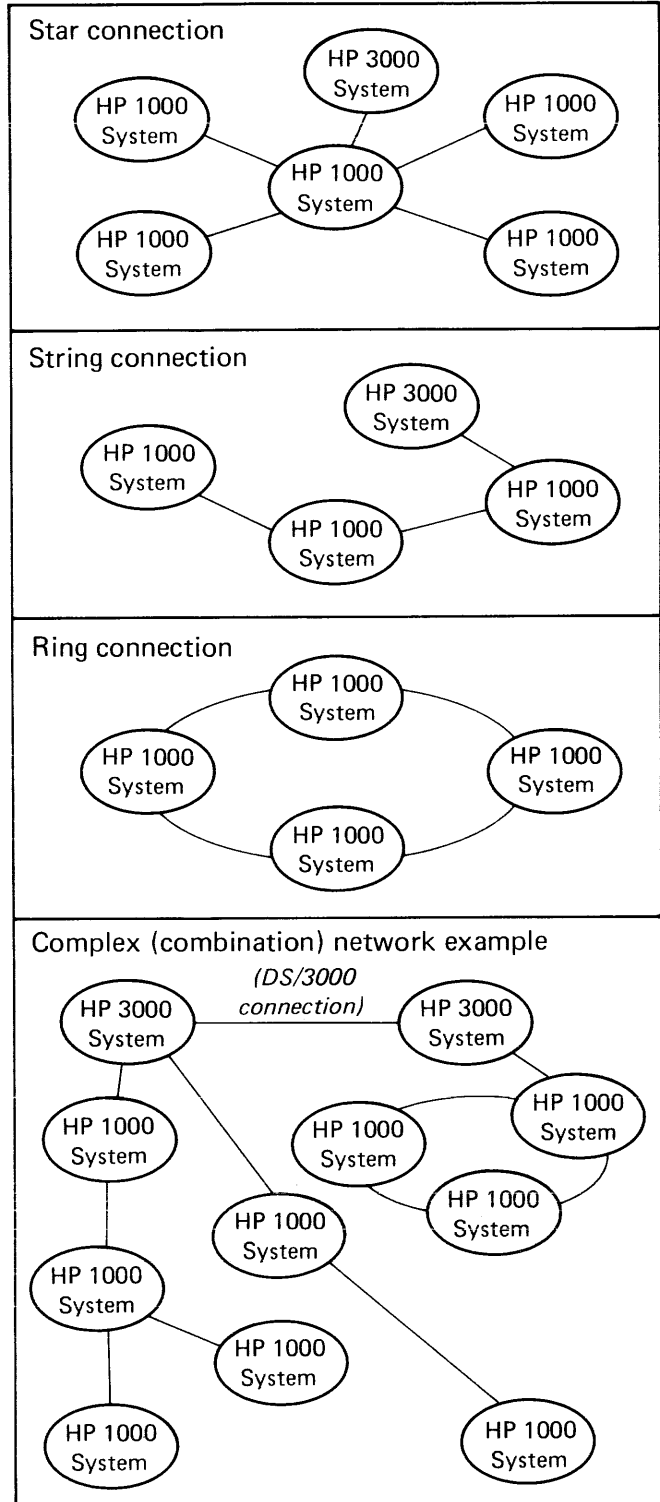 Star connection
HP 3000
System
HP 1000
System
HP 1000
System
HP 1000
System
HP 1000
System
HP 1000
System
String connection
HP 3000
System
HP 1000
System
HP 1000
System
HP 1000
System
Ring connection
HP 1000
System
HP 1000
System
HP 1000
System
HP 1000
System
Complex (combination) network example
(DS/3000
connection)
HP 3000
System
HP 3000
System
HP 1000
System
HP 1000
System
HP 1000
System
HP 1000
System
HP 1000
System
HP 1000
System
HP 1000
System
HP 1000
System
HP 1000
System